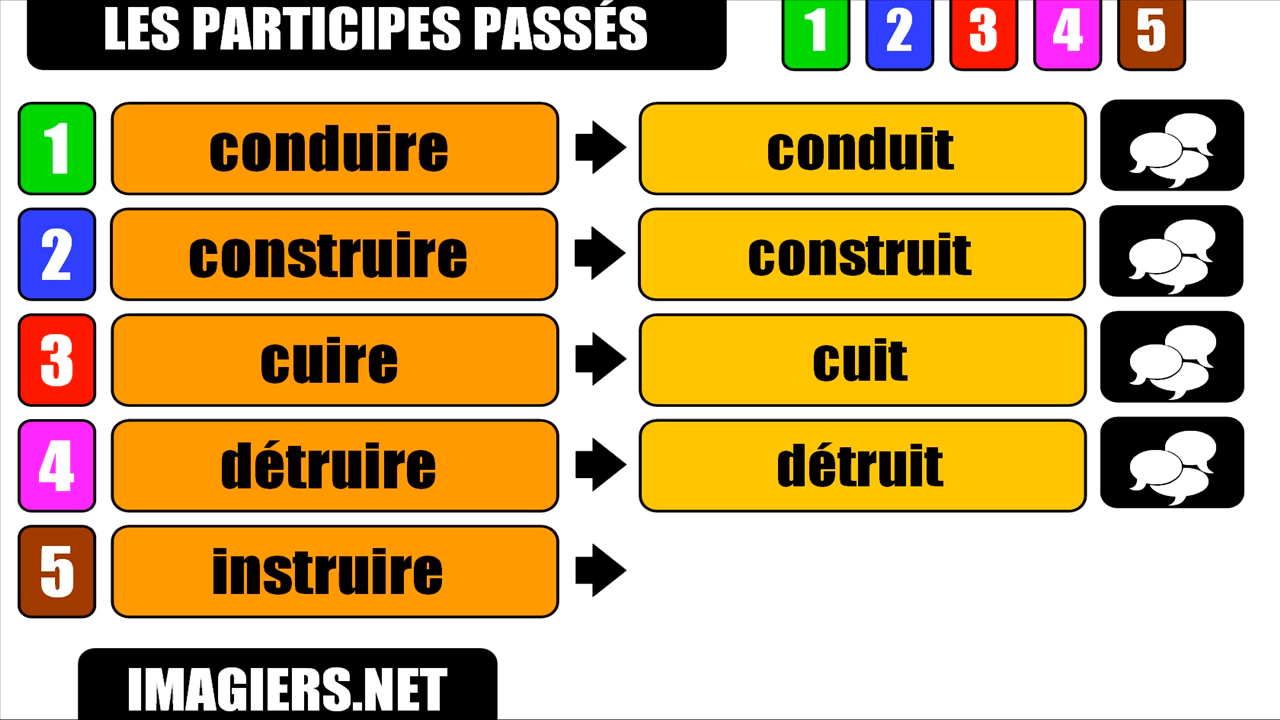 LES PARTICIPES PASSÉS 1 2 3 4 5
1 conduire conduit
2 construire construit
3 cuire cuit
4 détruire détruit
5 instruire
IMAGIERS.NET